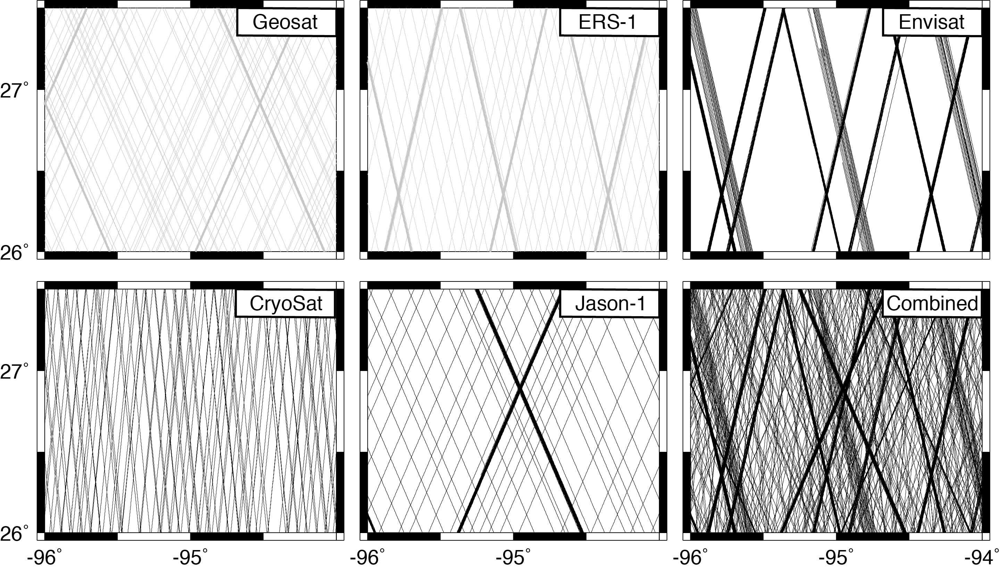 Geosat
ERS-1
Envisat
27°
26°
CryoSat
Jason-1
Combined
27°
26°
-96° -95° -96° -95° -96° -95° -94°